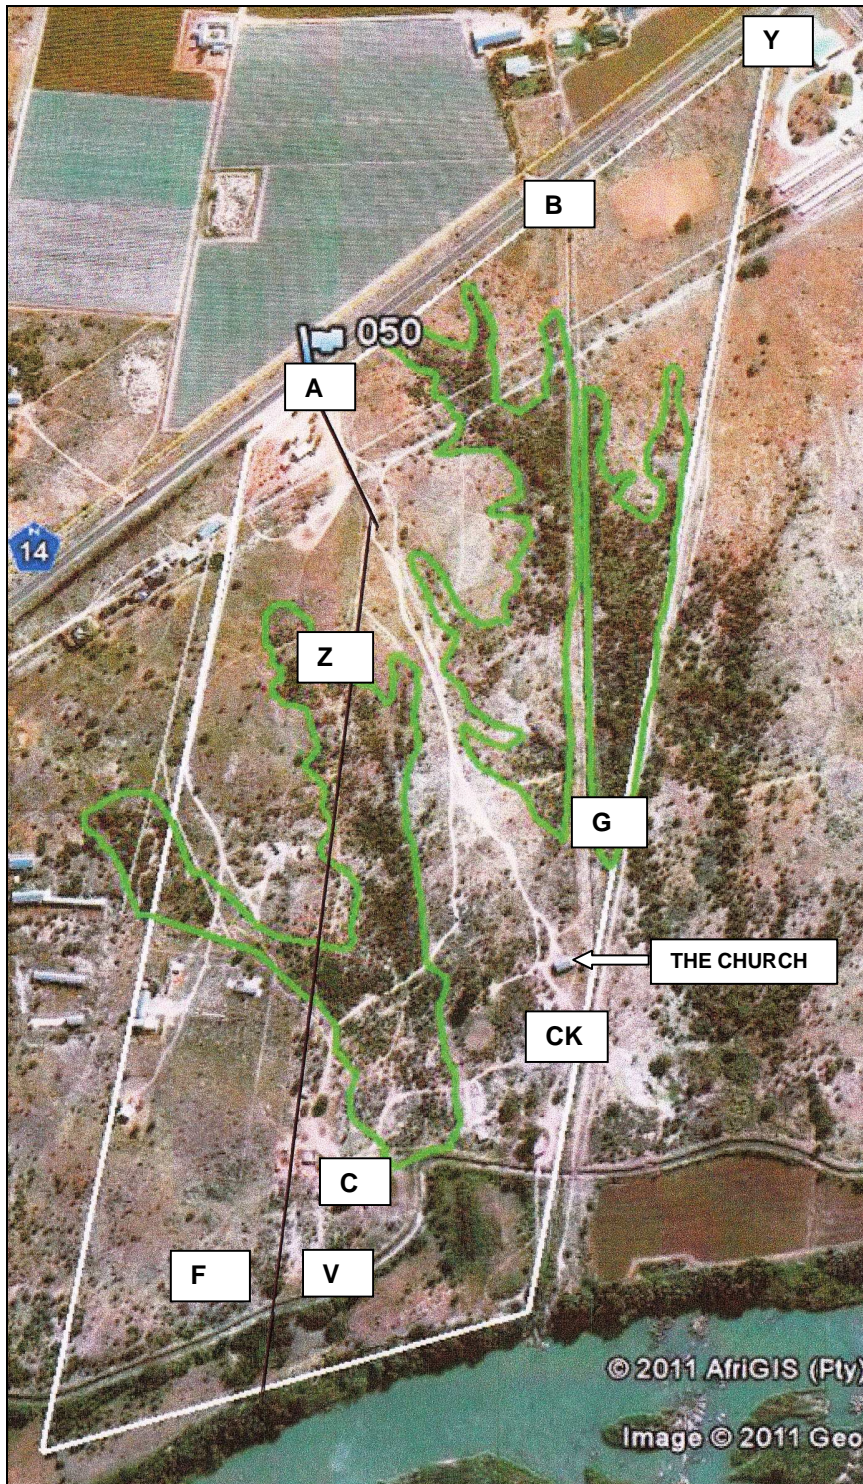 Y
B
050
A
N
14
Z
G
THE CHURCH
CK
C
F
V
© 2011 AfriGIS (Pty)
Image © 2011 Geo